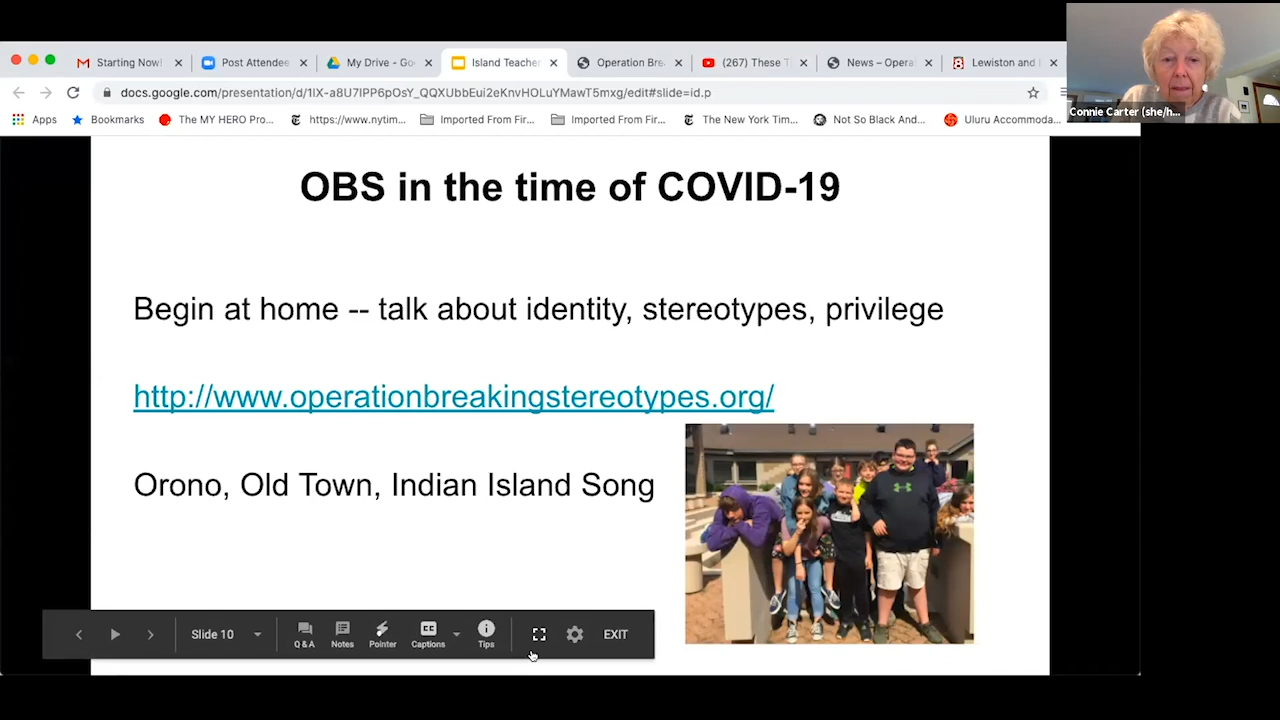 Starting Now!
Post Attende
My Drive - Go
Island Teacher
Operation Bre
(267) These T
News – Opera
Lewiston and
docs.google.com/presentation/d/1IX-a8U7IPP6pOsY_QQXUbbEui2eKnvHOLuYMawT5mxg/edit#slide=id.p
Apps
Bookmarks
The MY HERO Pro...
https://www.nytim...
Imported From Fir...
Imported From Fir...
The New York Tim...
Not So Black And...
Uluru Accommoda...
Connie Carter (she/h...
OBS in the time of COVID-19
Begin at home -- talk about identity, stereotypes, privilege
http://www.operationbreakingstereotypes.org/
Orono, Old Town, Indian Island Song
Slide 10
Q & A
Notes
Pointer
CC
Captions
Tips
EXIT